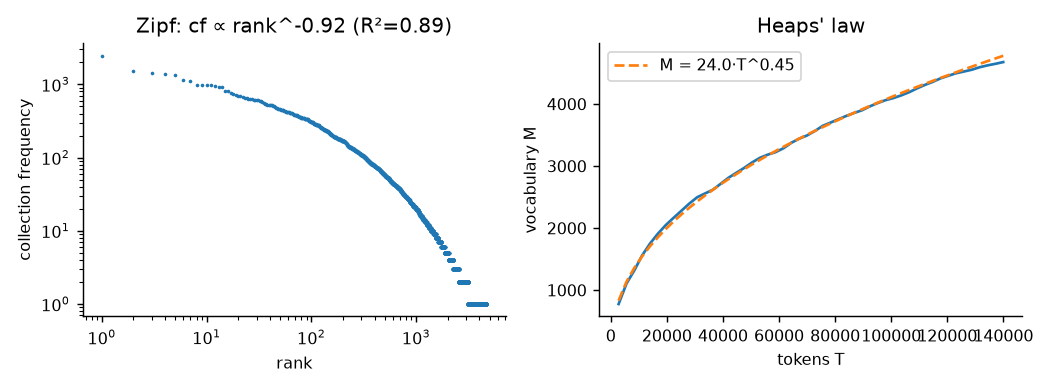 Zipf: cf ∝ rank^-0.92 (R²=0.89)
collection frequency
10³
10²
10¹
10⁰
10⁰ 10¹ 10² 10³
rank
Heaps' law
M = 24.0·T^0.45
vocabulary M
4000
3000
2000
1000
0 20000 40000 60000 80000 100000 120000 140000
tokens T